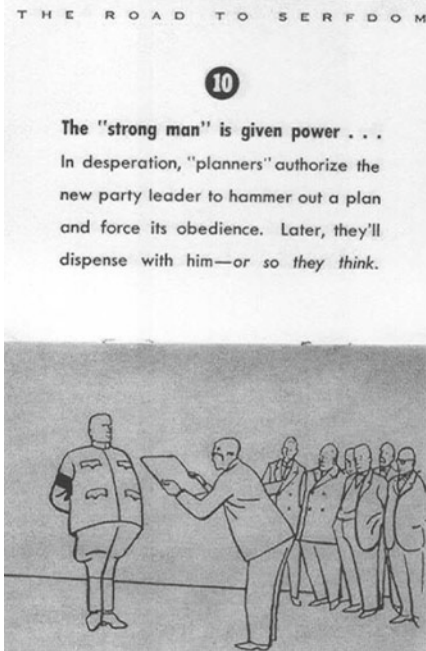 THE ROAD TO SERFDOM
10
The "strong man" is given power . . .
In desperation, "planners" authorize the
new party leader to hammer out a plan
and force its obedience. Later, they'll
dispense with him—or so they think.